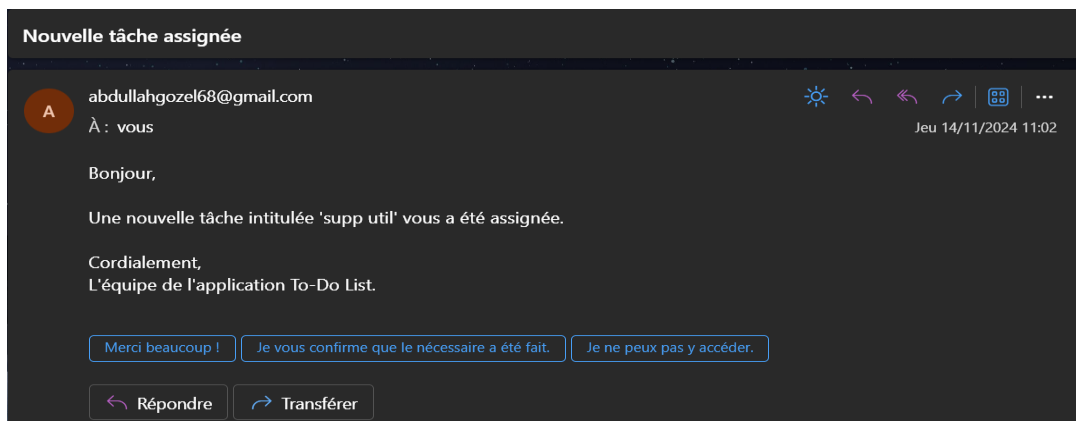 Nouvelle tâche assignée
A
abdullahgozel68@gmail.com
À : vous
Jeu 14/11/2024 11:02
Bonjour,
Une nouvelle tâche intitulée 'supp util' vous a été assignée.
Cordialement,
L'équipe de l'application To-Do List.
Merci beaucoup ! Je vous confirme que le nécessaire a été fait. Je ne peux pas y accéder.
Répondre Transférer